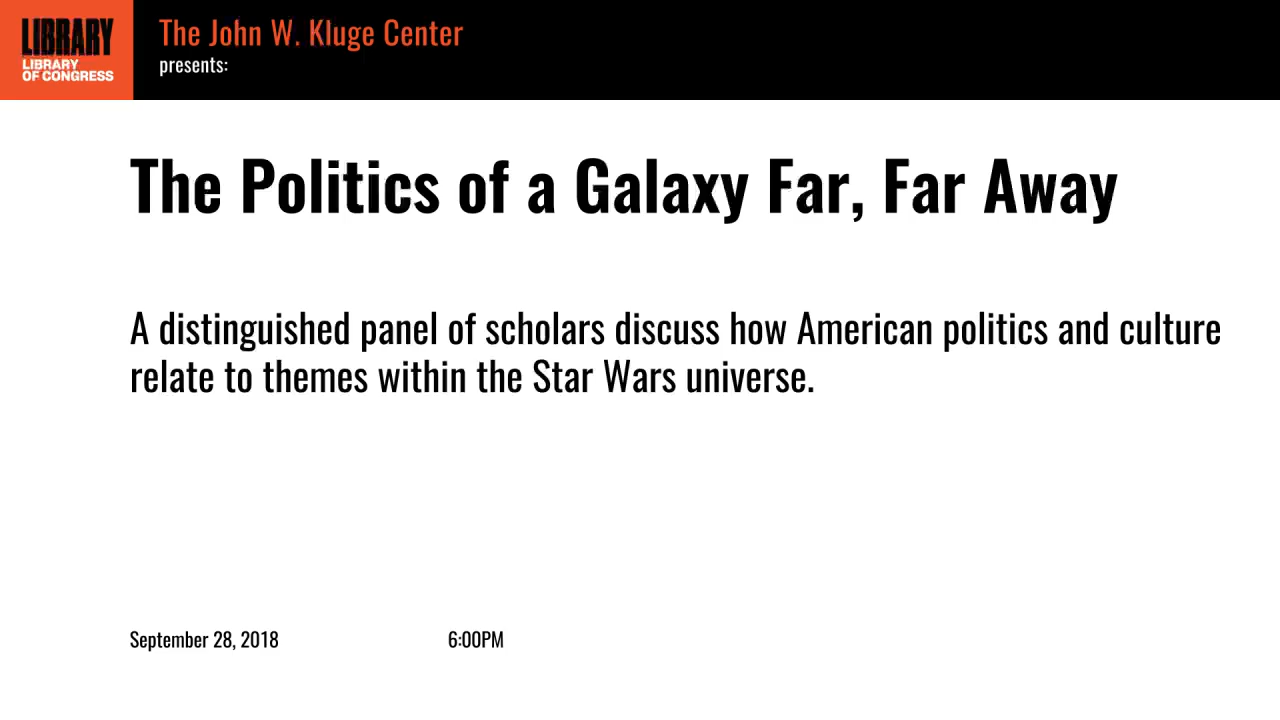 LIBRARY
LIBRARY
OF CONGRESS
The John W. Kluge Center
presents:
The Politics of a Galaxy Far, Far Away
A distinguished panel of scholars discuss how American politics and culture
relate to themes within the Star Wars universe.
September 28, 2018 6:00PM